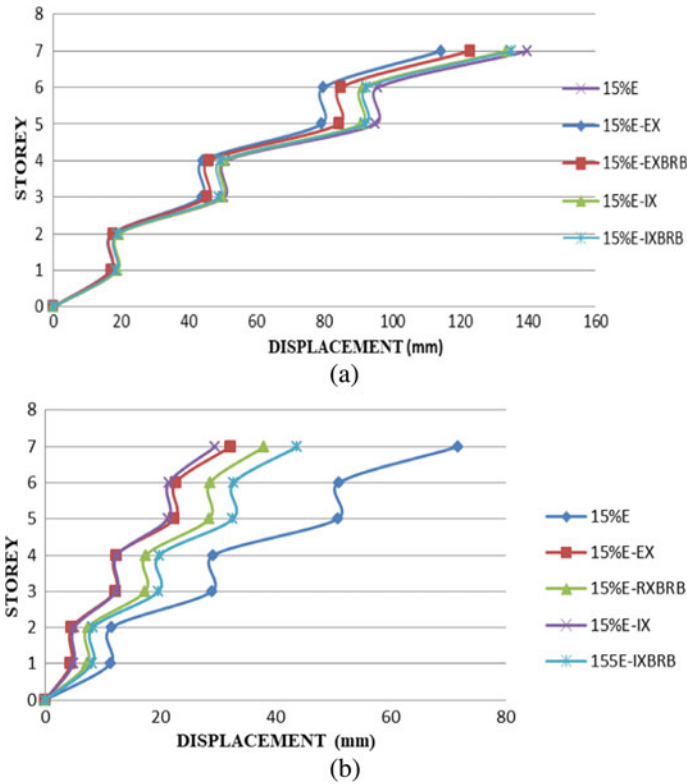 8
7
6
5
4
3
2
1
0
STOREY
0 20 40 60 80 100 120 140 160
DISPLACEMENT (mm)
15%E
15%E-EX
15%E-EXBRB
15%E-IX
15%E-IXBRB
(a)
8
7
6
5
4
3
2
1
0
STOREY
0 20 40 60 80
DISPLACEMENT (mm)
15%E
15%E-EX
15%E-RXBRB
15%E-IX
155E-IXBRB
(b)